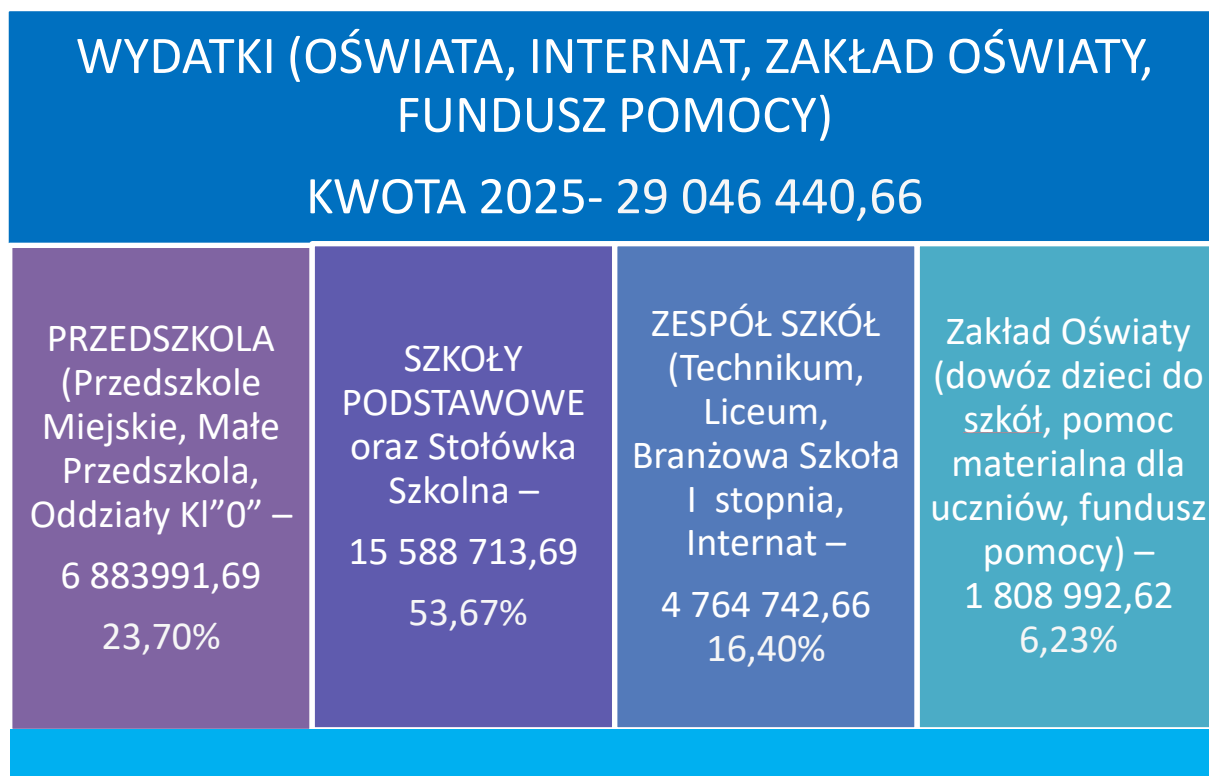 WYDATKI (OŚWIATA, INTERNAT, ZAKŁAD OŚWIATY,
FUNDUSZ POMOCY)
KWOTA 2025- 29 046 440,66
PRZEDSZKOLA
(Przedszkole
Miejskie, Małe
Przedszkola,
Oddziały Kl”0” –
6 883991,69
23,70%
SZKOŁY
PODSTAWOWE
oraz Stołówka
Szkolna –
15 588 713,69
53,67%
ZESPÓŁ SZKÓŁ
(Technikum,
Liceum,
Branżowa Szkoła
I stopnia,
Internat –
4 764 742,66
16,40%
Zakład Oświaty
(dowóz dzieci do
szkół, pomoc
materialna dla
uczniów, fundusz
pomocy) –
1 808 992,62
6,23%